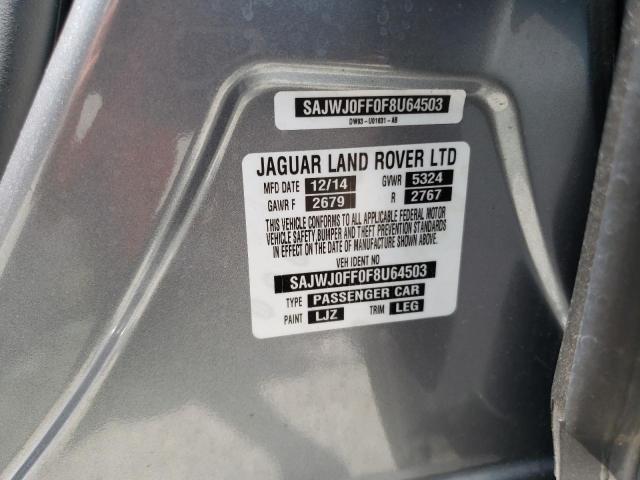 SAJWJ0FF0F8U64503
DW93-U01631-AB
JAGUAR LAND ROVER LTD
MFD DATE 12/14 GVWR 5324
GAWR F 2679 R 2767
THIS VEHICLE CONFORMS TO ALL APPLICABLE FEDERAL MOTOR
VEHICLE SAFETY, BUMPER AND THEFT PREVENTION STANDARDS
IN EFFECT ON THE DATE OF MANUFACTURE SHOWN ABOVE.
VEH IDENT NO
SAJWJ0FF0F8U64503
TYPE PASSENGER CAR
PAINT LJZ TRIM LEG